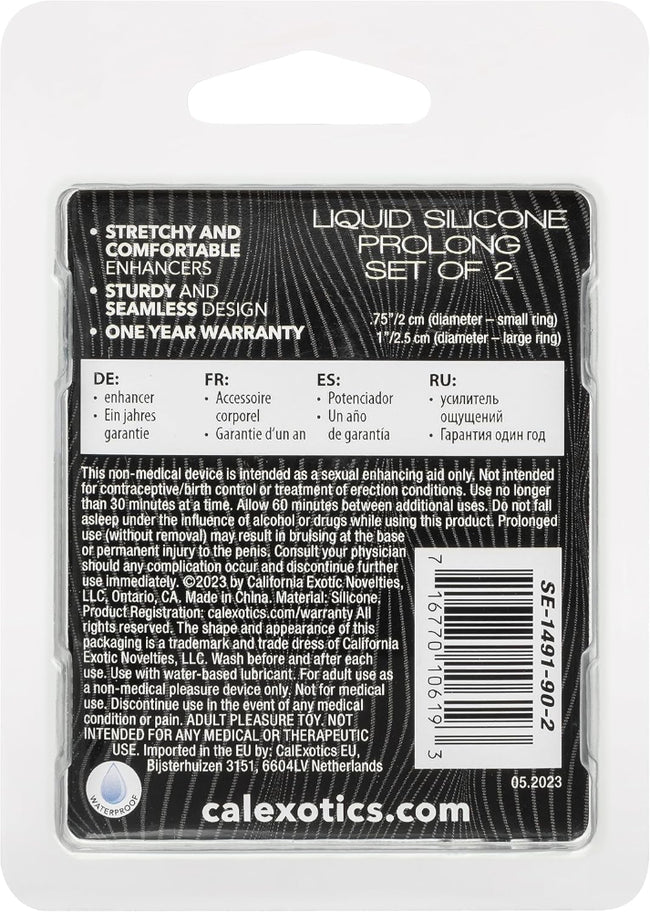 • STRETCHY AND
COMFORTABLE
ENHANCERS
• STURDY AND
SEAMLESS DESIGN
• ONE YEAR WARRANTY
LIQUID SILICONE
PROLONG
SET OF 2
.75"/2 cm (diameter – small ring)
1"/2.5 cm (diameter – large ring)
DE:
• enhancer
• Ein jahres
garantie
FR:
• Accessoire
corporel
• Garantie d'un an
ES:
• Potenciador
• Un año
de garantía
RU:
• усилитель
ощущений
• Гарантия один год
This non-medical device is intended as a sexual enhancing aid only. Not intended
for contraceptive/birth control or treatment of erection conditions. Use no longer
than 30 minutes at a time. Allow 60 minutes between additional uses. Do not fall
asleep under the influence of alcohol or drugs while using this product. Prolonged
use (without removal) may result in bruising at the base
or permanent injury to the penis. Consult your physician
should any complication occur and discontinue further
use immediately. ©2023 by California Exotic Novelties,
LLC, Ontario, CA. Made in China. Material: Silicone.
Product Registration: calexotics.com/warranty All
rights reserved. The shape and appearance of this
packaging is a trademark and trade dress of California
Exotic Novelties, LLC. Wash before and after each
use. Use with water-based lubricant. For adult use as
a non-medical pleasure device only. Not for medical
use. Discontinue use in the event of any medical
condition or pain. ADULT PLEASURE TOY. NOT
INTENDED FOR ANY MEDICAL OR THERAPEUTIC
USE. Imported in the EU by: CalExotics EU,
Bijsterhuizen 3151, 6604LV Netherlands
7 16770 10619 3
SE-1491-90-2
05.2023
WATERPROOF
calexotics.com